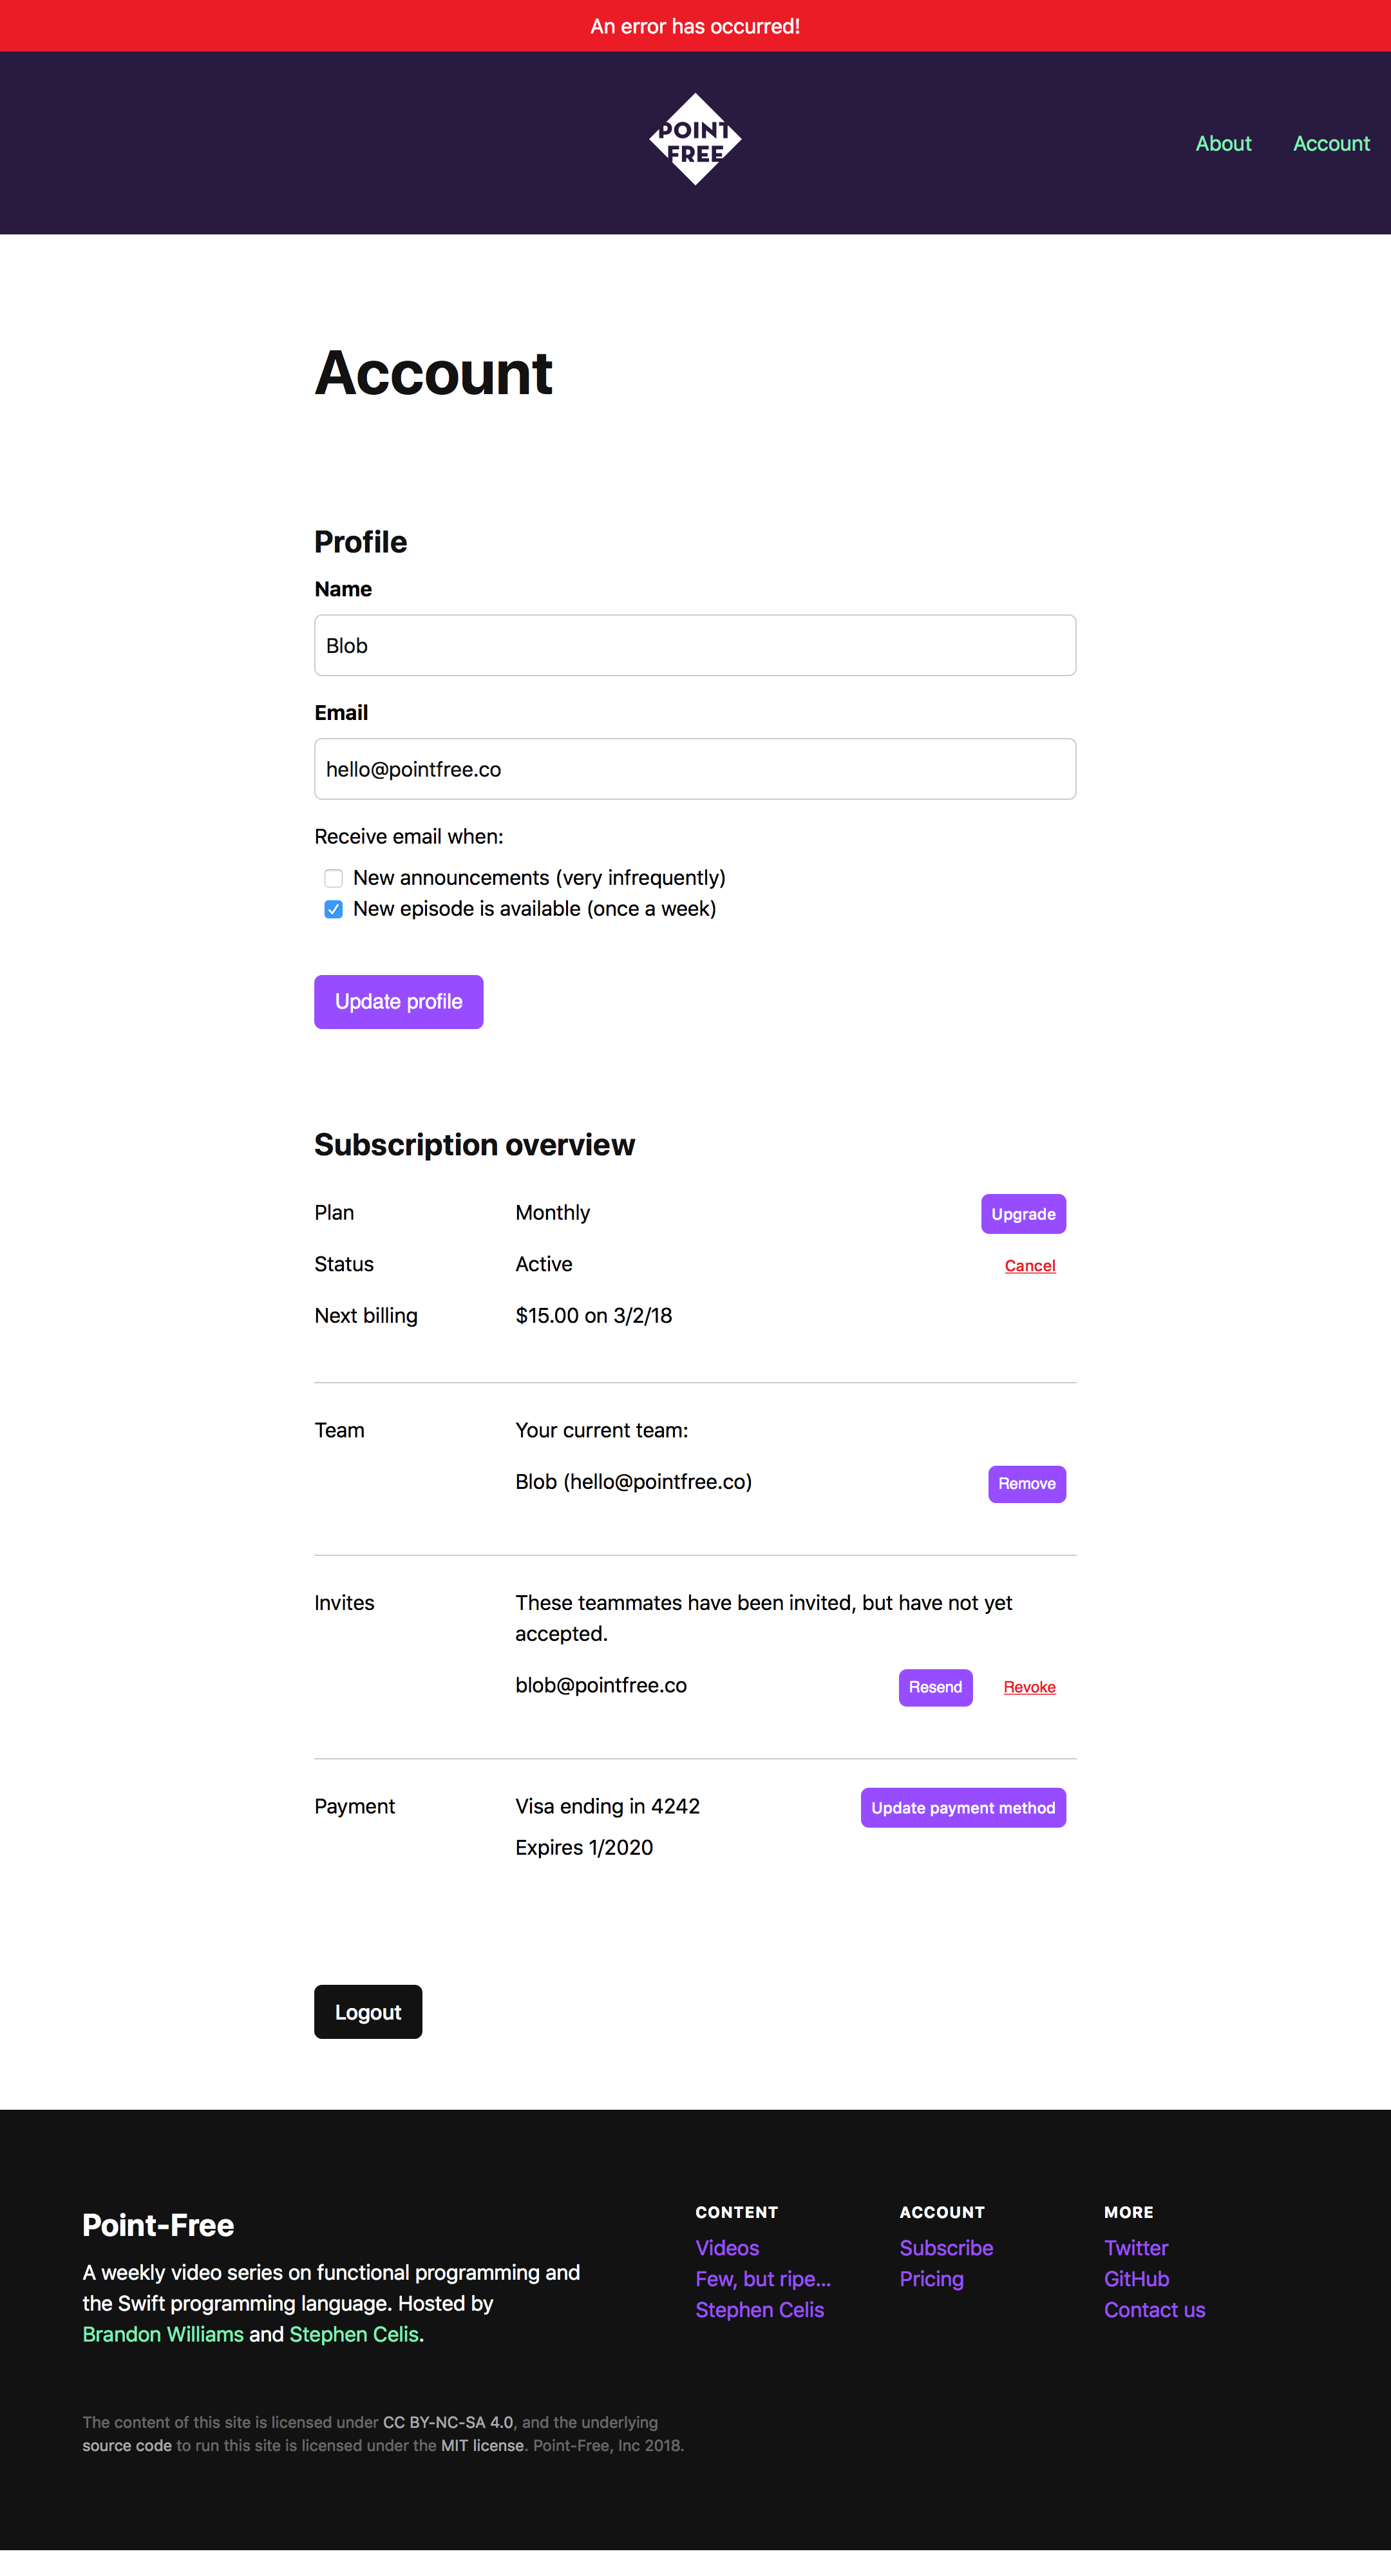 An error has occurred!
POINT
FREE
About Account
Account
Profile
Name
Blob
Email
hello@pointfree.co
Receive email when:
New announcements (very infrequently)
New episode is available (once a week)
Update profile
Subscription overview
Plan Monthly Upgrade
Status Active Cancel
Next billing $15.00 on 3/2/18
Team Your current team:
Blob (hello@pointfree.co) Remove
Invites These teammates have been invited, but have not yet
accepted.
blob@pointfree.co Resend Revoke
Payment Visa ending in 4242 Update payment method
Expires 1/2020
Logout
Point-Free
A weekly video series on functional programming and
the Swift programming language. Hosted by
Brandon Williams and Stephen Celis.
CONTENT
Videos
Few, but ripe...
Stephen Celis
ACCOUNT
Subscribe
Pricing
MORE
Twitter
GitHub
Contact us
The content of this site is licensed under CC BY-NC-SA 4.0, and the underlying
source code to run this site is licensed under the MIT license. Point-Free, Inc 2018.